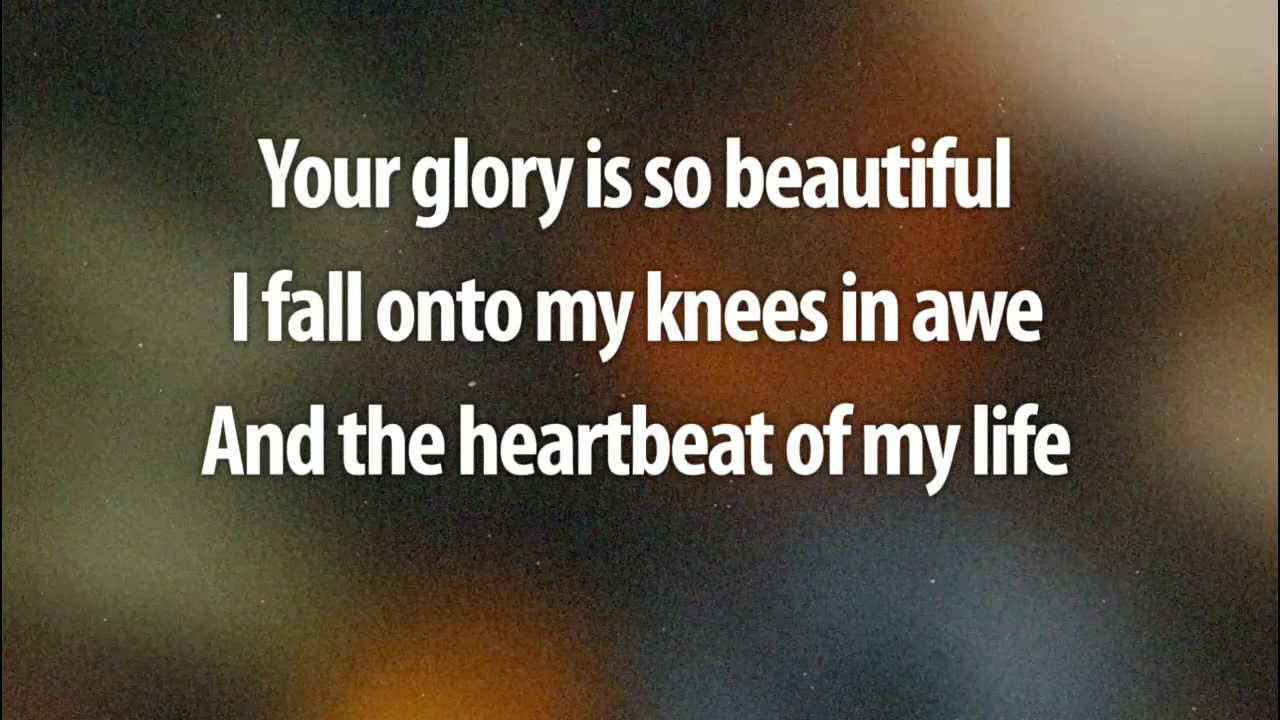 Your glory is so beautiful
I fall onto my knees in awe
And the heartbeat of my life